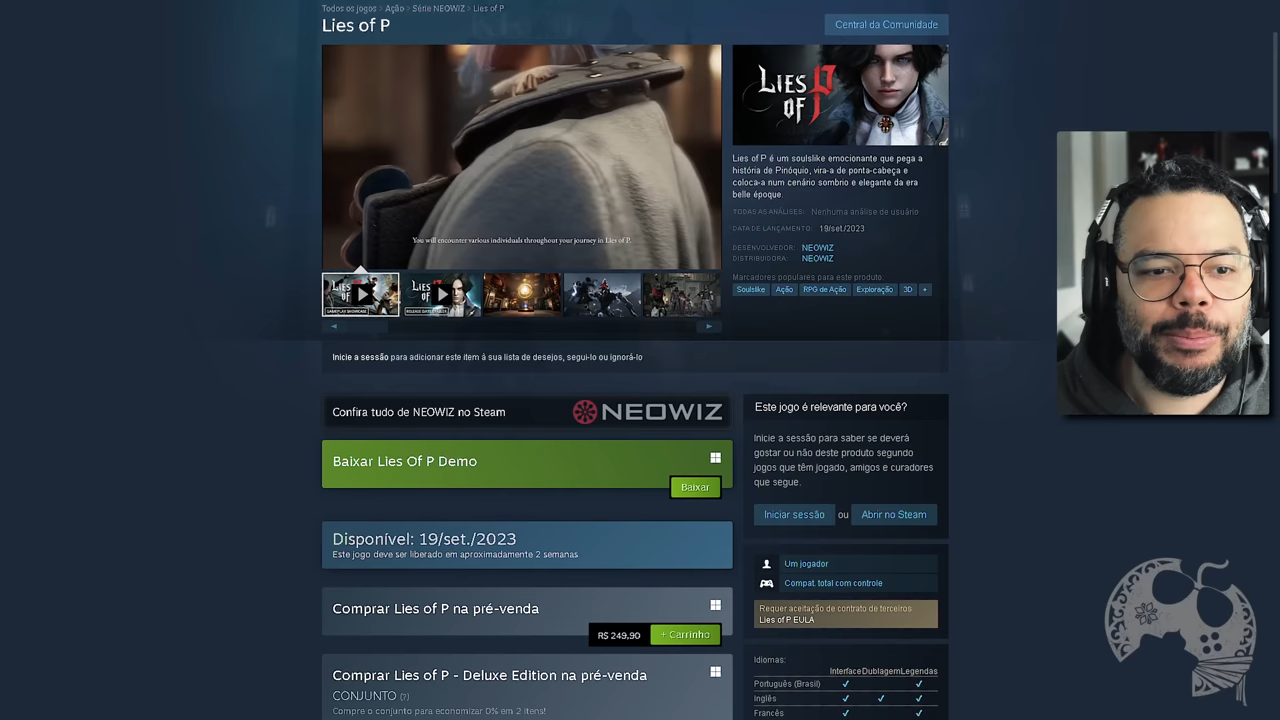 Todos os jogos > Ação > Série NEOWIZ > Lies of P
Lies of P
Central da Comunidade
You will encounter various individuals throughout your journey in Lies of P.
LIES OF P
GAMEPLAY SHOWCASE
RELEASE DATE TRAILER
Lies of P é um soulslike emocionante que pega a
história de Pinóquio, vira-a de ponta-cabeça e
coloca-a num cenário sombrio e elegante da era
belle époque.
TODAS AS ANÁLISES: Nenhuma análise de usuário
DATA DE LANÇAMENTO: 19/set./2023
DESENVOLVEDOR: NEOWIZ
DISTRIBUIDORA: NEOWIZ
Marcadores populares para este produto:
Soulslike Ação RPG de Ação Exploração 3D +
Inicie a sessão para adicionar este item à sua lista de desejos, segui-lo ou ignorá-lo
Confira tudo de NEOWIZ no Steam
NEOWIZ
Baixar Lies Of P Demo
Baixar
Disponível: 19/set./2023
Este jogo deve ser liberado em aproximadamente 2 semanas
Comprar Lies of P na pré-venda
R$ 249,90 + Carrinho
Comprar Lies of P - Deluxe Edition na pré-venda
CONJUNTO (?)
Compre o conjunto para economizar 0% em 2 itens!
Este jogo é relevante para você?
Inicie a sessão para saber se deverá
gostar ou não deste produto segundo
jogos que têm jogado, amigos e curadores
que segue.
Iniciar sessão ou Abrir no Steam
Um jogador
Compat. total com controle
Requer aceitação de contrato de terceiros
Lies of P EULA
Idiomas:
Interface Dublagem Legendas
Português (Brasil) ✓ ✓
Inglês ✓ ✓ ✓
Francês ✓ ✓